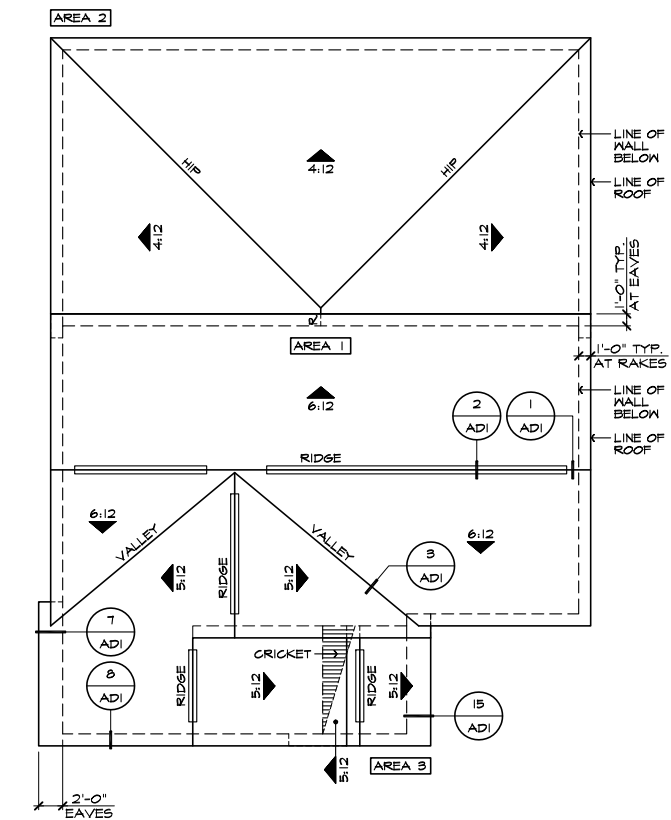 AREA 2
LINE OF
WALL
BELOW
HIP
HIP
4:12
LINE OF
ROOF
4:12
4:12
1'-0" TYP.
AT EAVES
R
AREA 1
1'-0" TYP.
AT RAKES
6:12
2
ADI
1
ADI
LINE OF
WALL
BELOW
LINE OF
ROOF
RIDGE
6:12
VALLEY
VALLEY
6:12
3
ADI
5:12
RIDGE
5:12
7
ADI
CRICKET
8
ADI
RIDGE
5:12
RIDGE
5:12
15
ADI
5:12
AREA 3
2'-0"
EAVES